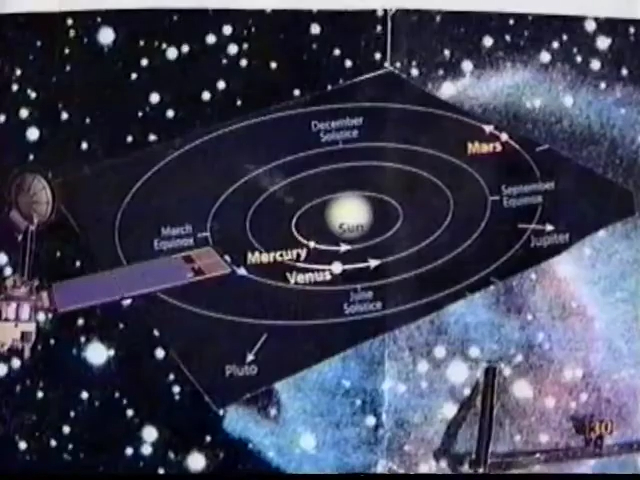 December
Solstice
Mars
September
Equinox
Sun
March
Equinox
Jupiter
Mercury
Venus
June
Solstice
Pluto